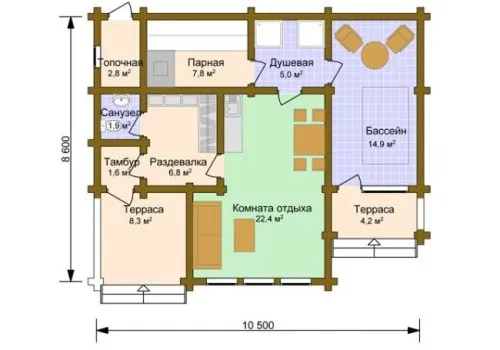 Топочная
2,8 м²
Парная
7,8 м²
Душевая
5,0 м²
Санузел
1,9 м²
Бассейн
14,9 м²
Тамбур
1,6 м²
Раздевалка
6,8 м²
Терраса
8,3 м²
Комната отдыха
22,4 м²
Терраса
4,2 м²
8 600
10 500